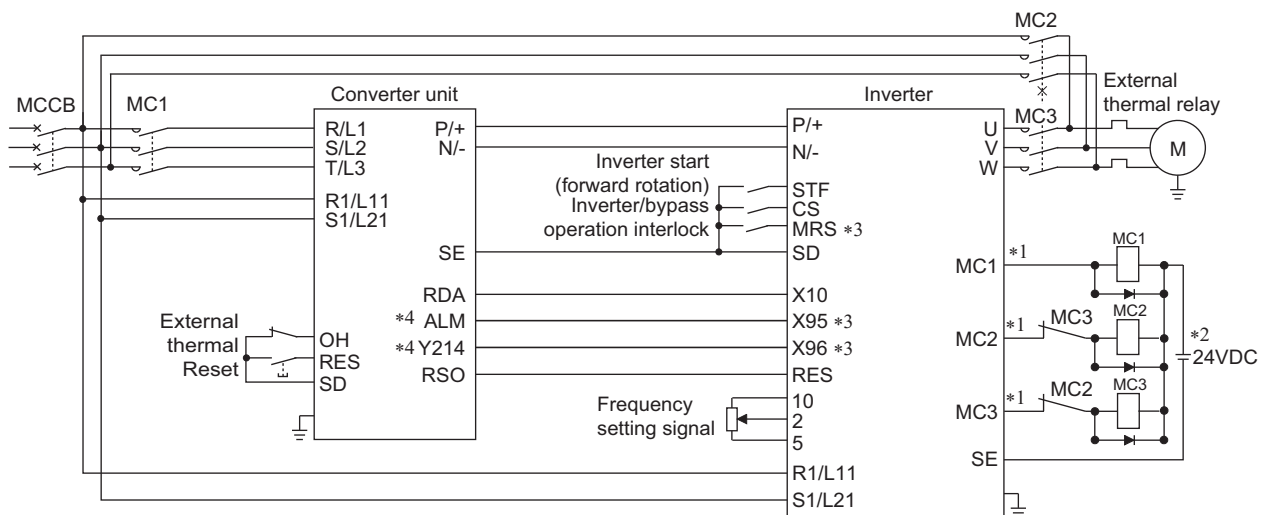 MC2
MCCB
MC1
Converter unit
Inverter
External
thermal relay
MC3
R/L1
S/L2
T/L3
R1/L11
S1/L21
P/+
N/-
SE
RDA
*4 ALM
*4 Y214
RSO
External
thermal
Reset
OH
RES
SD
Inverter start
(forward rotation)
Inverter/bypass
operation interlock
Frequency
setting signal
P/+
N/-
STF
CS
MRS *3
SD
X10
X95 *3
X96 *3
RES
10
2
5
R1/L11
S1/L21
U
V
W
M
MC1
*1
MC1
MC2
*1
MC3
MC2
*2
24VDC
MC3
*1
MC2
MC3
SE